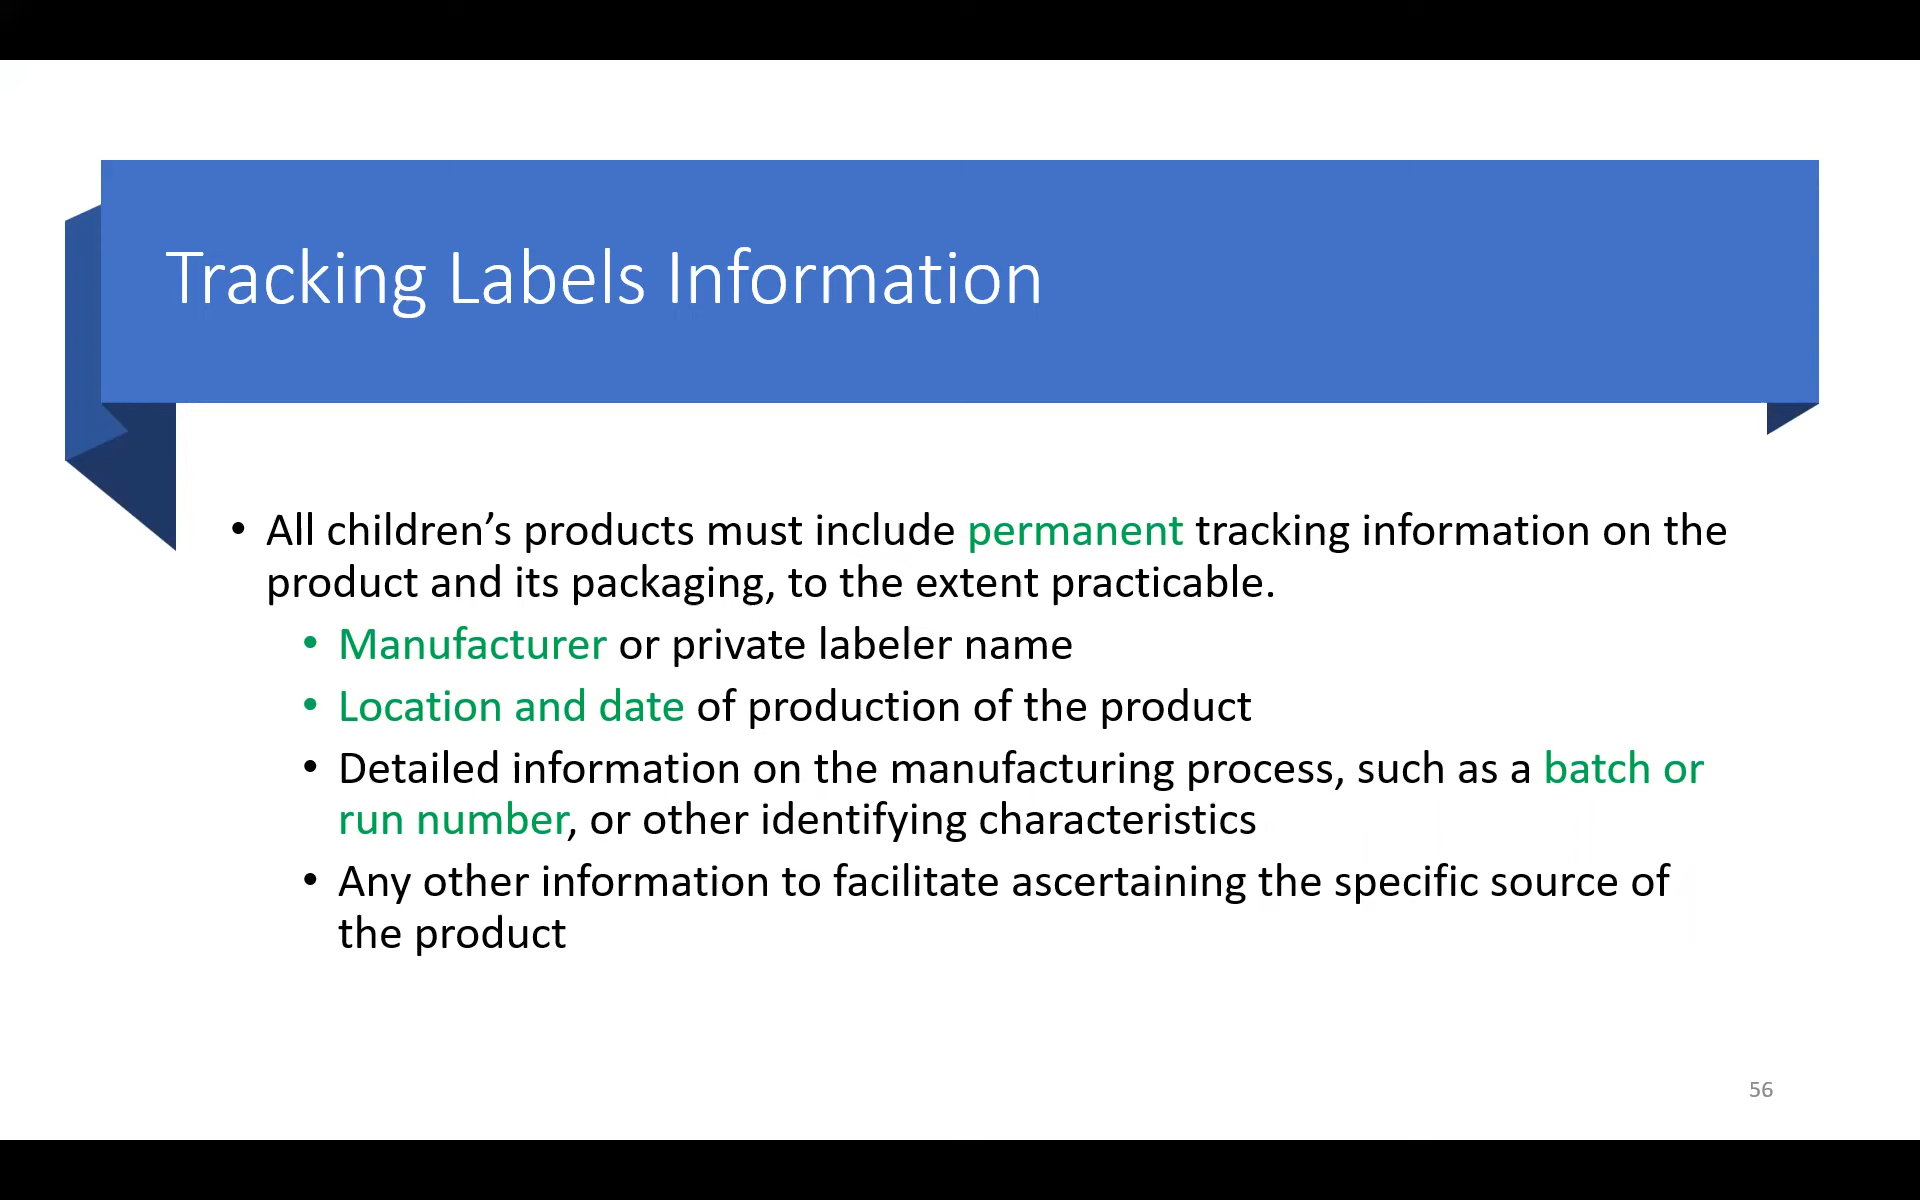 Tracking Labels Information
• All children’s products must include permanent tracking information on the
product and its packaging, to the extent practicable.
• Manufacturer or private labeler name
• Location and date of production of the product
• Detailed information on the manufacturing process, such as a batch or
run number, or other identifying characteristics
• Any other information to facilitate ascertaining the specific source of
the product
56